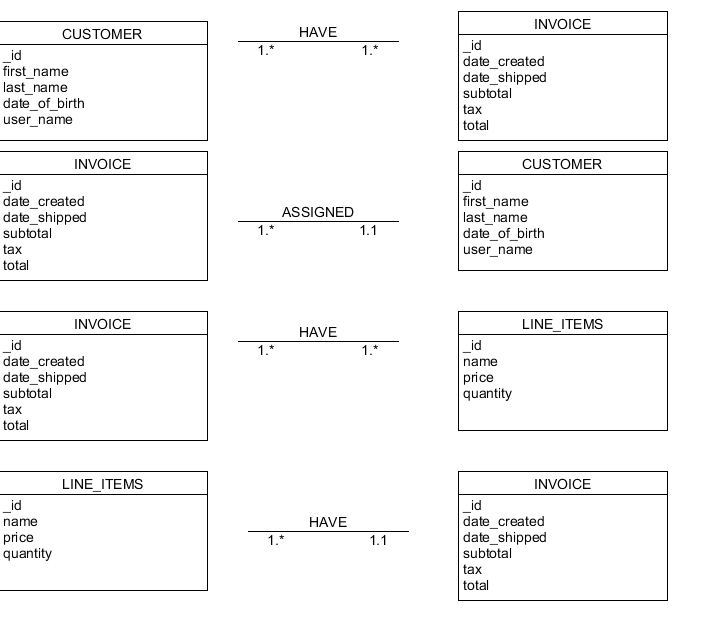 CUSTOMER
_id
first_name
last_name
date_of_birth
user_name
HAVE
1.* 1.*
INVOICE
_id
date_created
date_shipped
subtotal
tax
total
INVOICE
_id
date_created
date_shipped
subtotal
tax
total
ASSIGNED
1.* 1.1
CUSTOMER
_id
first_name
last_name
date_of_birth
user_name
INVOICE
_id
date_created
date_shipped
subtotal
tax
total
HAVE
1.* 1.*
LINE_ITEMS
_id
name
price
quantity
LINE_ITEMS
_id
name
price
quantity
HAVE
1.* 1.1
INVOICE
_id
date_created
date_shipped
subtotal
tax
total